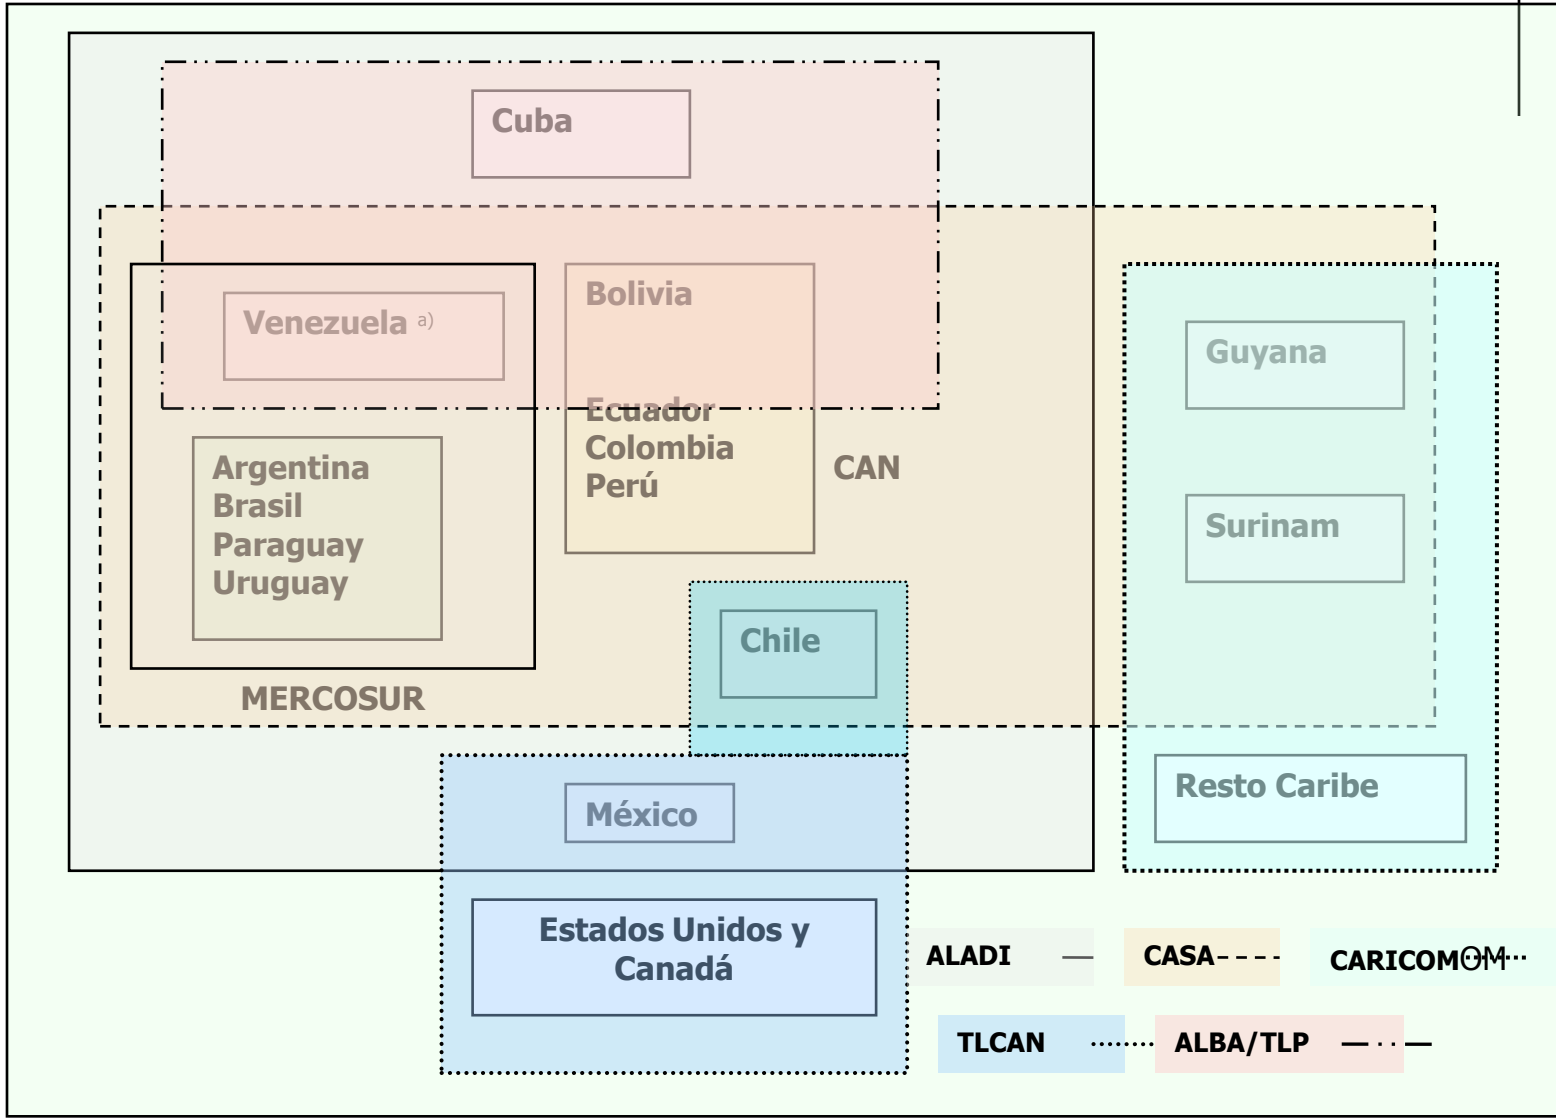 Cuba
Venezuela a)
Bolivia
Ecuador
Colombia
Perú
CAN
Guyana
Argentina
Brasil
Paraguay
Uruguay
Surinam
Chile
MERCOSUR
México
Resto Caribe
Estados Unidos y
Canadá
ALADI
CASA
CARICOMOM
TLCAN
ALBA/TLP